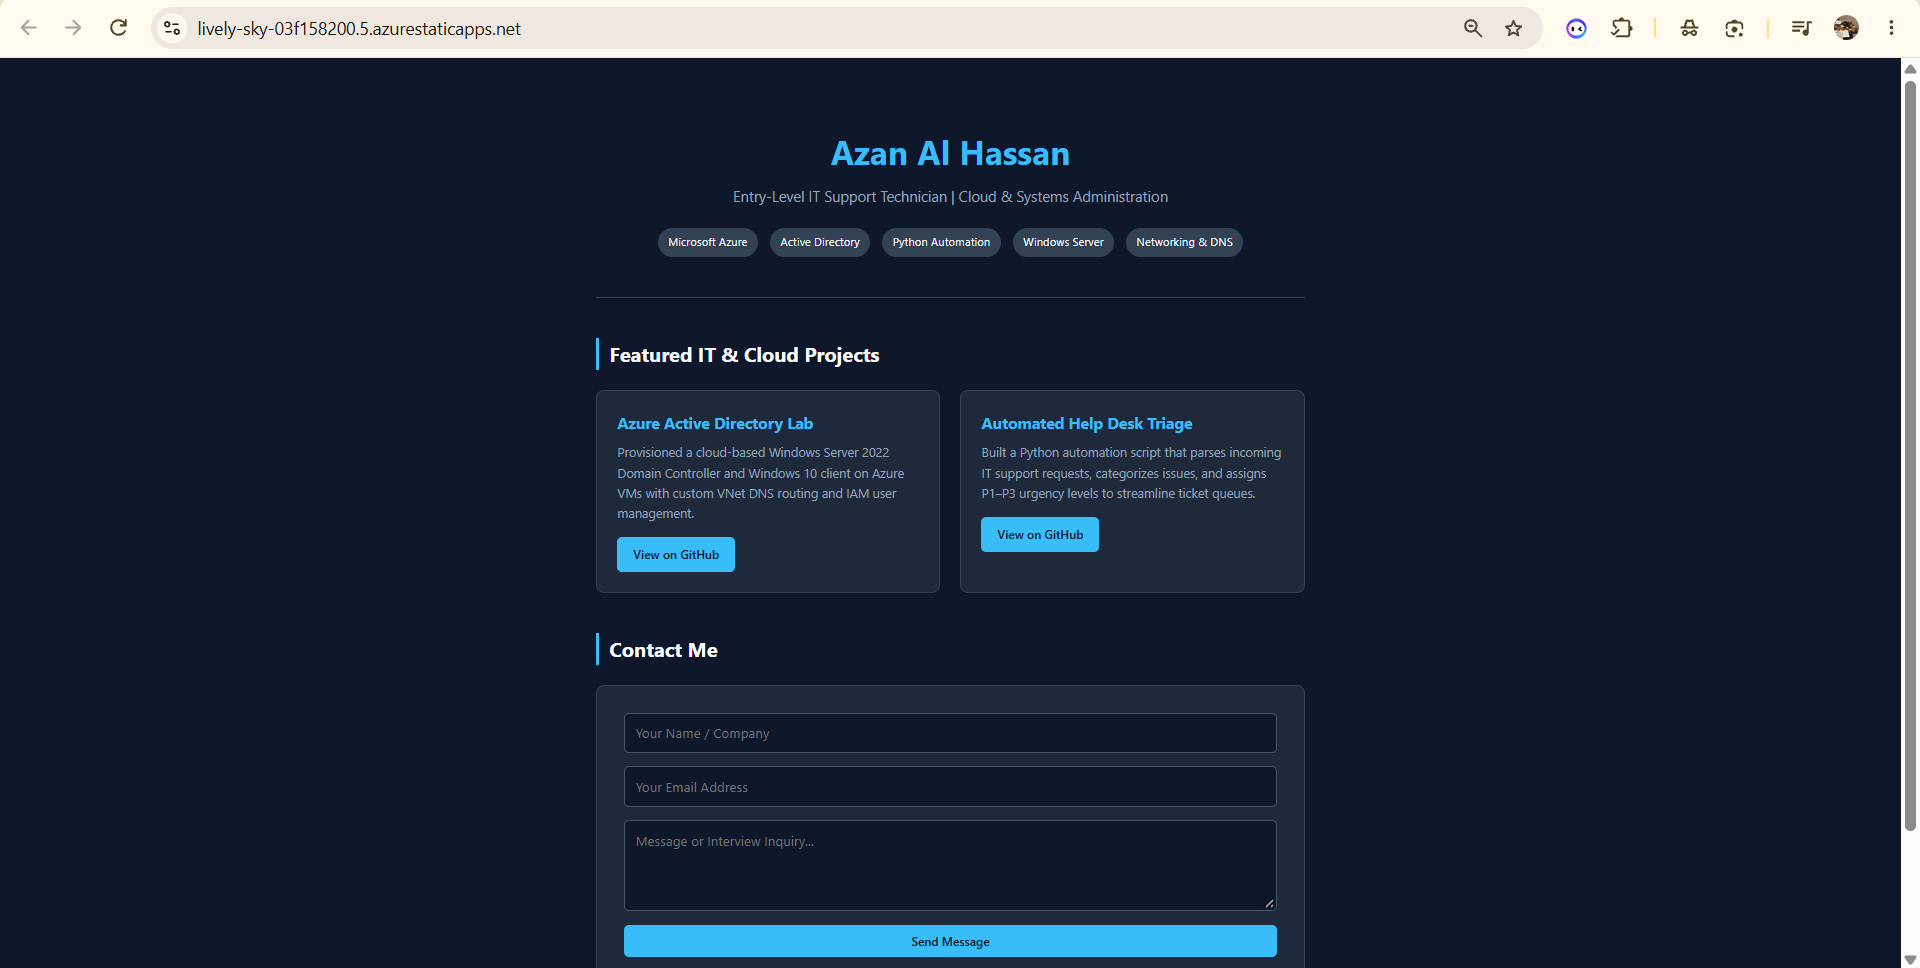 lively-sky-03f158200.5.azurestaticapps.net
Azan Al Hassan
Entry-Level IT Support Technician | Cloud & Systems Administration
Microsoft Azure
Active Directory
Python Automation
Windows Server
Networking & DNS
Featured IT & Cloud Projects
Azure Active Directory Lab
Provisioned a cloud-based Windows Server 2022
Domain Controller and Windows 10 client on Azure
VMs with custom VNet DNS routing and IAM user
management.
View on GitHub
Automated Help Desk Triage
Built a Python automation script that parses incoming
IT support requests, categorizes issues, and assigns
P1–P3 urgency levels to streamline ticket queues.
View on GitHub
Contact Me
Your Name / Company
Your Email Address
Message or Interview Inquiry...
Send Message